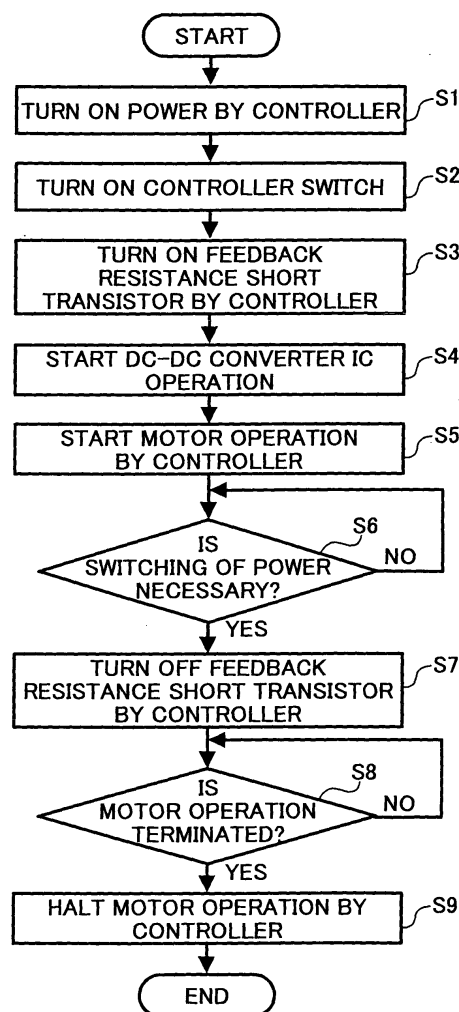 START
TURN ON POWER BY CONTROLLER
S1
TURN ON CONTROLLER SWITCH
S2
TURN ON FEEDBACK
RESISTANCE SHORT
TRANSISTOR BY CONTROLLER
S3
START DC-DC CONVERTER IC
OPERATION
S4
START MOTOR OPERATION
BY CONTROLLER
S5
IS
SWITCHING OF POWER
NECESSARY?
S6
NO
YES
TURN OFF FEEDBACK
RESISTANCE SHORT TRANSISTOR
BY CONTROLLER
S7
IS
MOTOR OPERATION
TERMINATED?
S8
NO
YES
HALT MOTOR OPERATION BY
CONTROLLER
S9
END